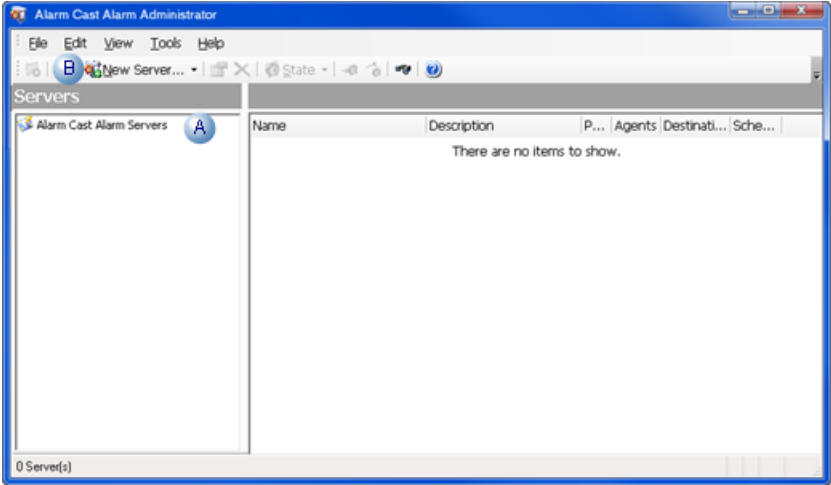 Alarm Cast Alarm Administrator
File Edit View Tools Help
B New Server... State
Servers
Alarm Cast Alarm Servers A
Name Description P... Agents Destinati... Sche...
There are no items to show.
0 Server(s)